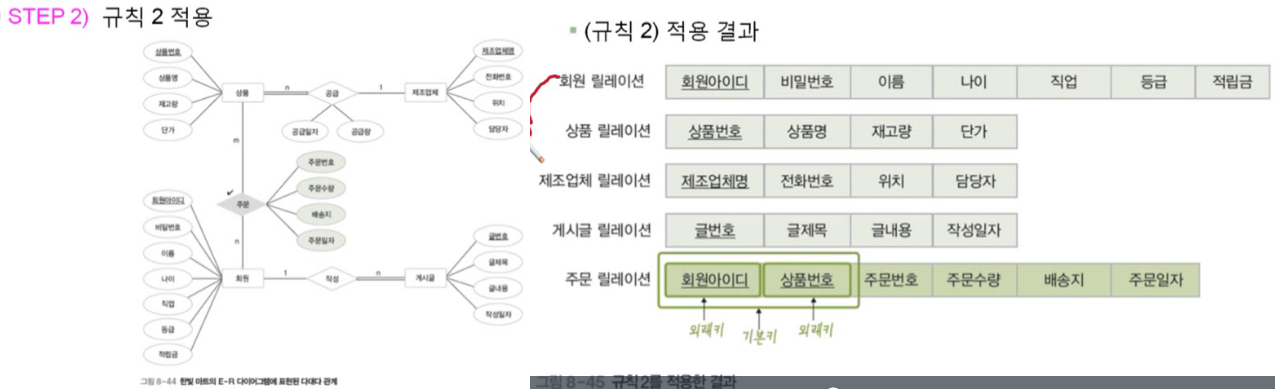 STEP 2) 규칙 2 적용
상품번호
상품명
재고량
단가
상품
n
공급
1
제조업체
공급일자
공급량
제조업체명
전화번호
위치
담당자
m
주문
주문번호
주문수량
배송지
주문일자
n
회원아이디
비밀번호
이름
나이
직업
등급
적립금
회원
1
작성
n
게시글
글번호
글제목
글내용
작성일자
그림 8-44 한빛 마트의 E-R 다이어그램에 표현된 다대다 관계
(규칙 2) 적용 결과
회원 릴레이션 회원아이디 비밀번호 이름 나이 직업 등급 적립금
상품 릴레이션 상품번호 상품명 재고량 단가
제조업체 릴레이션 제조업체명 전화번호 위치 담당자
게시글 릴레이션 글번호 글제목 글내용 작성일자
주문 릴레이션 회원아이디 상품번호 주문번호 주문수량 배송지 주문일자
외래키 기본키 외래키
그림 8-45 규칙 2를 적용한 결과